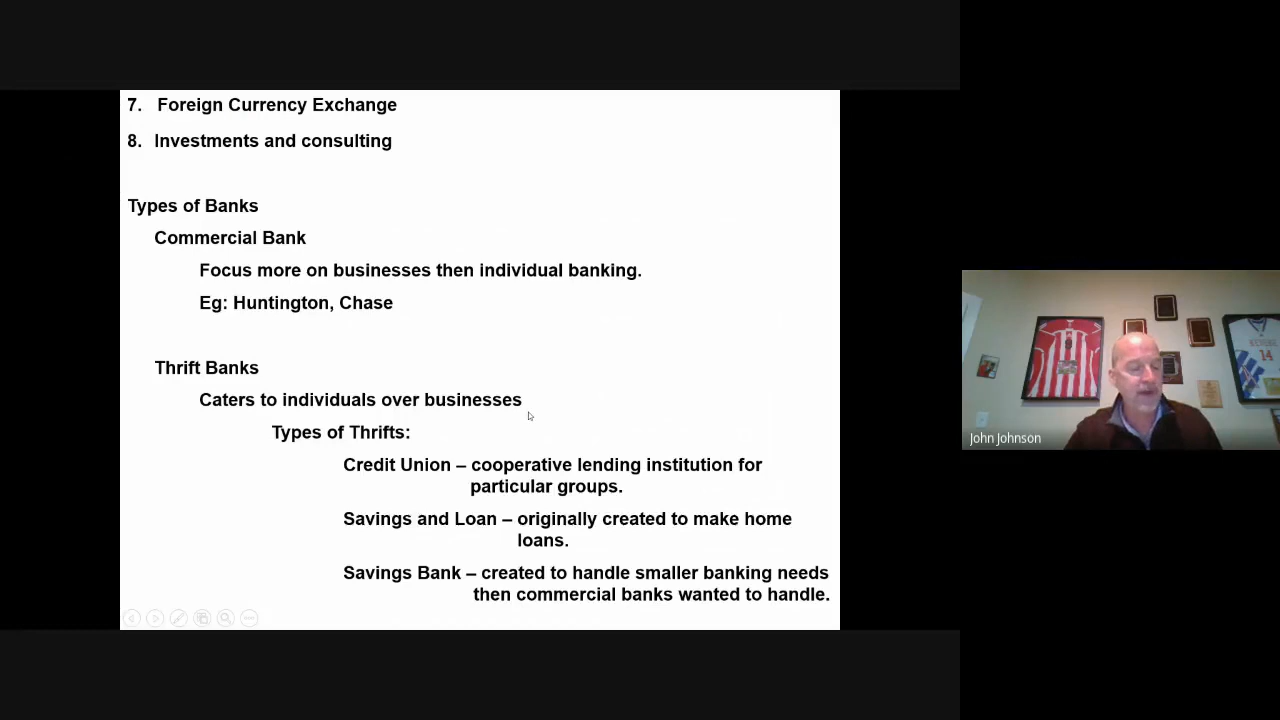 7. Foreign Currency Exchange
8. Investments and consulting
Types of Banks
Commercial Bank
Focus more on businesses then individual banking.
Eg: Huntington, Chase
Thrift Banks
Caters to individuals over businesses
Types of Thrifts:
Credit Union – cooperative lending institution for
particular groups.
Savings and Loan – originally created to make home
loans.
Savings Bank – created to handle smaller banking needs
then commercial banks wanted to handle.
John Johnson
14